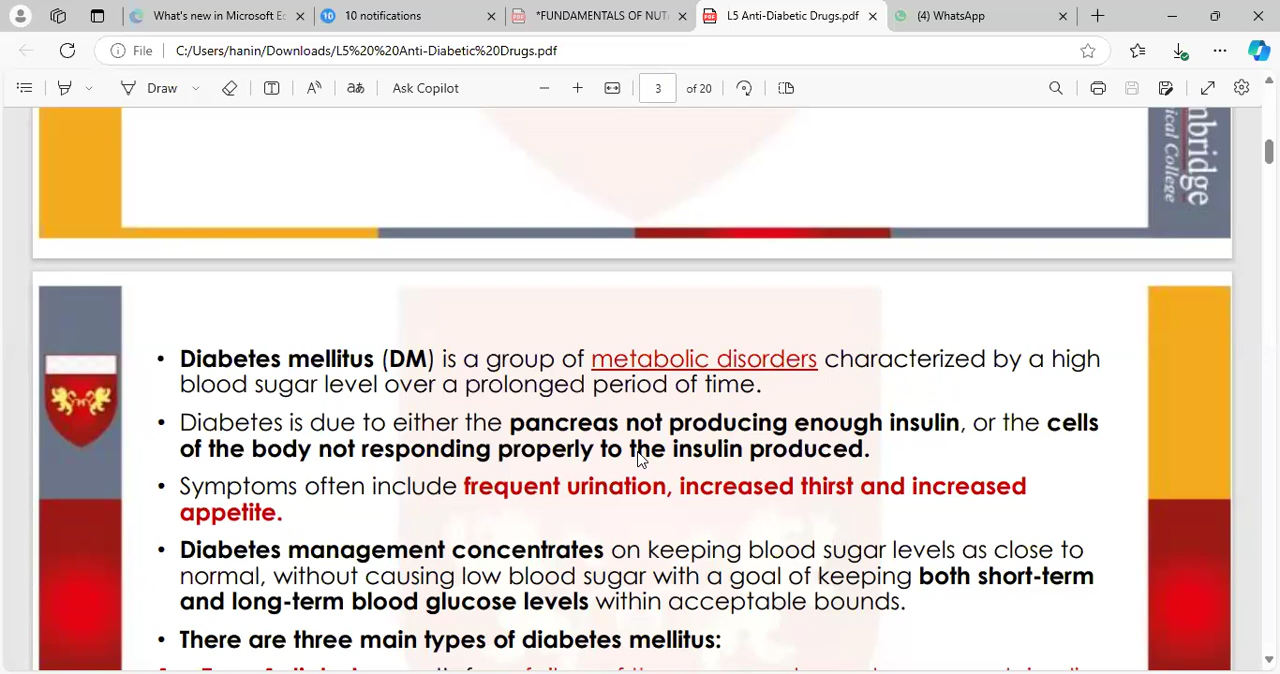 What's new in Microsoft Ed
10 notifications
*FUNDAMENTALS OF NUT
L5 Anti-Diabetic Drugs.pdf
(4) WhatsApp
File
C:/Users/hanin/Downloads/L5%20%20Anti-Diabetic%20Drugs.pdf
Draw
Ask Copilot
3
of 20
mbridge
ical College
• Diabetes mellitus (DM) is a group of metabolic disorders characterized by a high
blood sugar level over a prolonged period of time.
• Diabetes is due to either the pancreas not producing enough insulin, or the cells
of the body not responding properly to the insulin produced.
• Symptoms often include frequent urination, increased thirst and increased
appetite.
• Diabetes management concentrates on keeping blood sugar levels as close to
normal, without causing low blood sugar with a goal of keeping both short-term
and long-term blood glucose levels within acceptable bounds.
• There are three main types of diabetes mellitus: